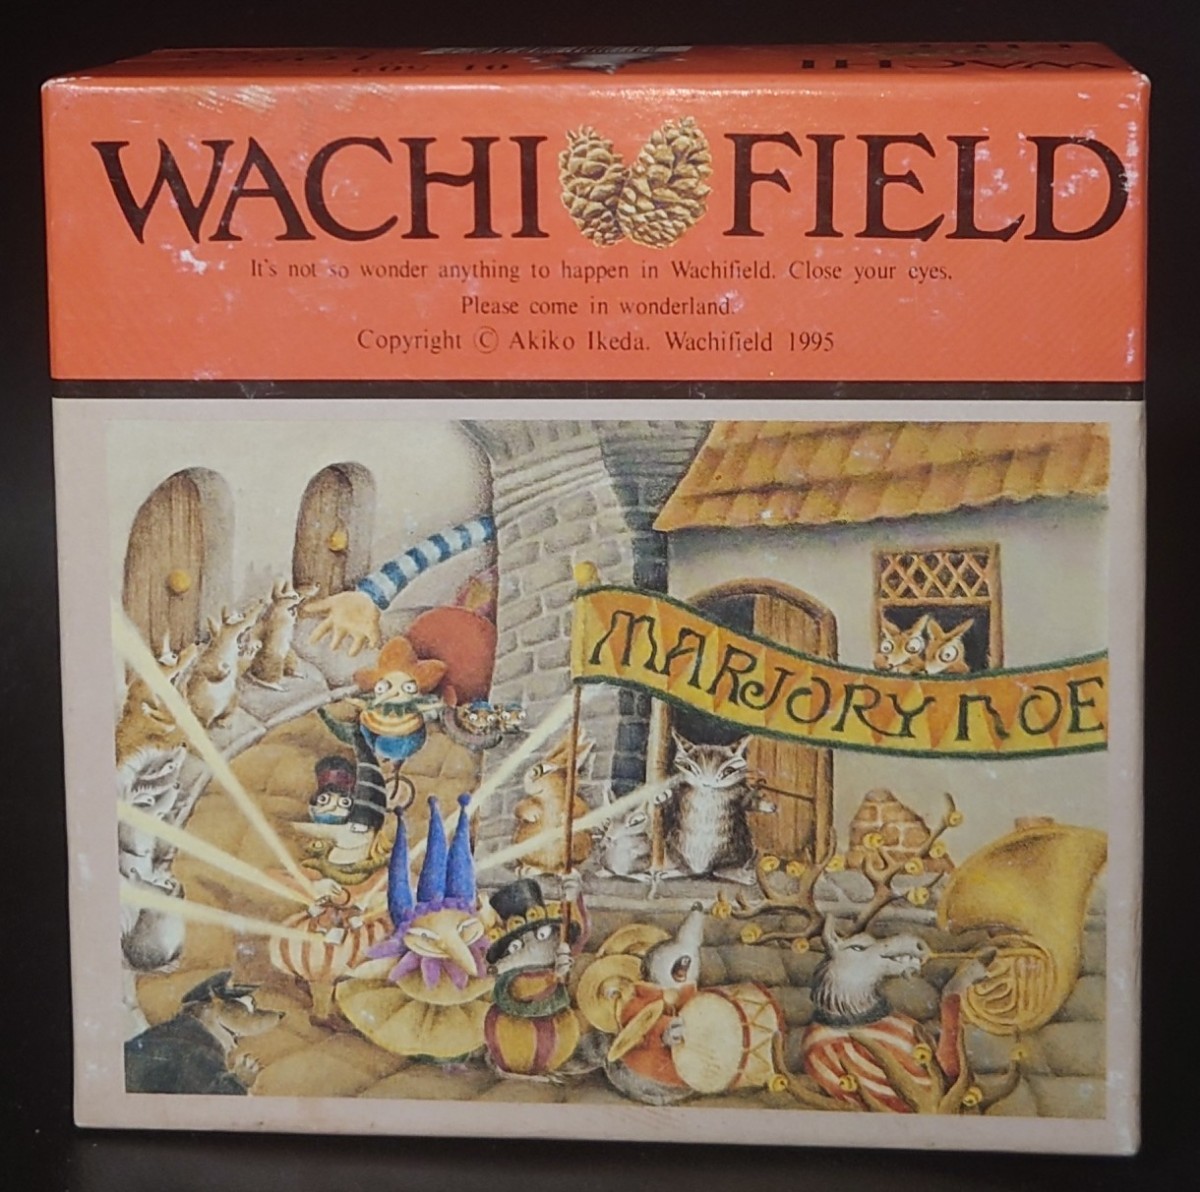 WACHI FIELD
It's not so wonder anything to happen in Wachifield. Close your eyes.
Please come in wonderland.
Copyright © Akiko Ikeda. Wachifield 1995
MARJORY NOE